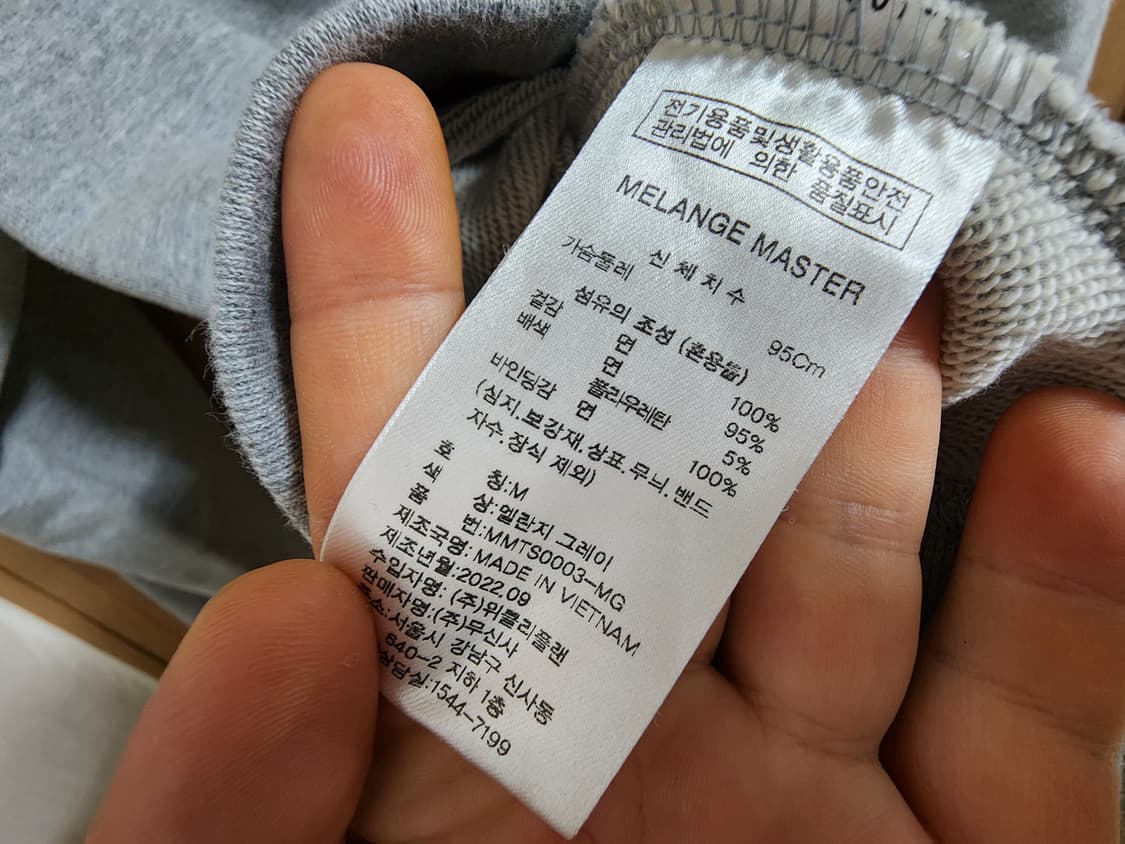 전기용품및생활용품안전
관리법에 의한 품질표시
MELANGE MASTER
신체치수
가슴둘레 95Cm
섬유의 조성 (혼용율)
겉감 면 100%
배색 면 95%
폴리우레탄 5%
바인딩감 면 100%
(심지.보강재.상표.무늬.밴드
자수.장식 제외)
호 칭:M
색 상:멜란지 그레이
품 번:MMTS0003-MG
제조국명: MADE IN VIETNAM
제조년월:2022.09
수입자명: (주)위블리플랜
판매자명:(주)무신사
주소:서울시 강남구 신사동
640-2 지하 1층
상담실:1544-7199